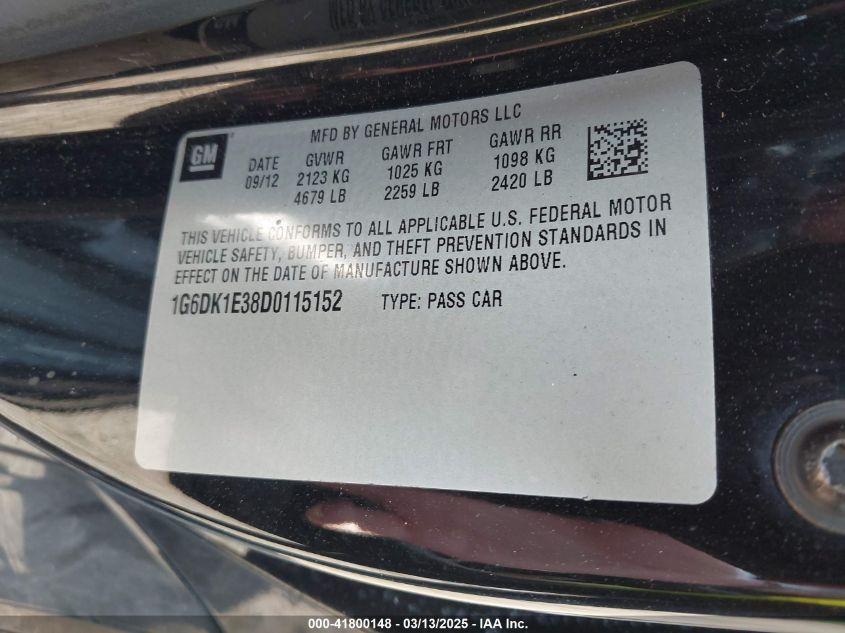 MFD BY GENERAL MOTORS LLC
GM
DATE GVWR GAWR FRT GAWR RR
09/12 2123 KG 1025 KG 1098 KG
4679 LB 2259 LB 2420 LB
THIS VEHICLE CONFORMS TO ALL APPLICABLE U.S. FEDERAL MOTOR
VEHICLE SAFETY, BUMPER, AND THEFT PREVENTION STANDARDS IN
EFFECT ON THE DATE OF MANUFACTURE SHOWN ABOVE.
1G6DK1E38D0115152 TYPE: PASS CAR
000-41800148 - 03/13/2025 - IAA Inc.